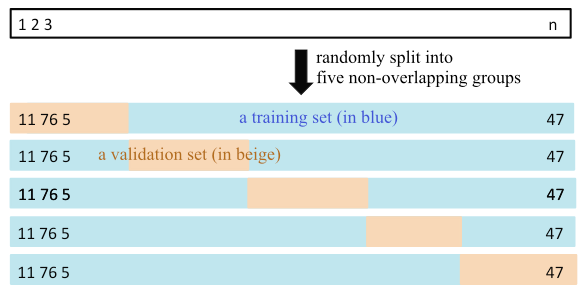 1 2 3 n
randomly split into
five non-overlapping groups
11 76 5 a training set (in blue) 47
11 76 5 a validation set (in beige) 47
11 76 5 47
11 76 5 47
11 76 5 47